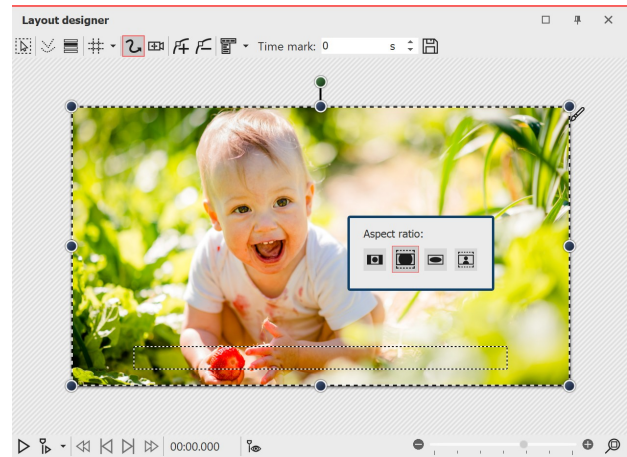 Layout designer
Time mark: 0 s
Aspect ratio:
00:00.000